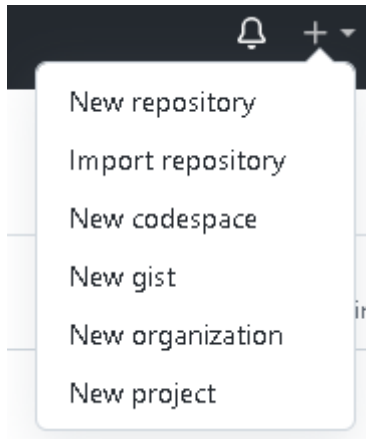 New repository
Import repository
New codespace
New gist
New organization
New project